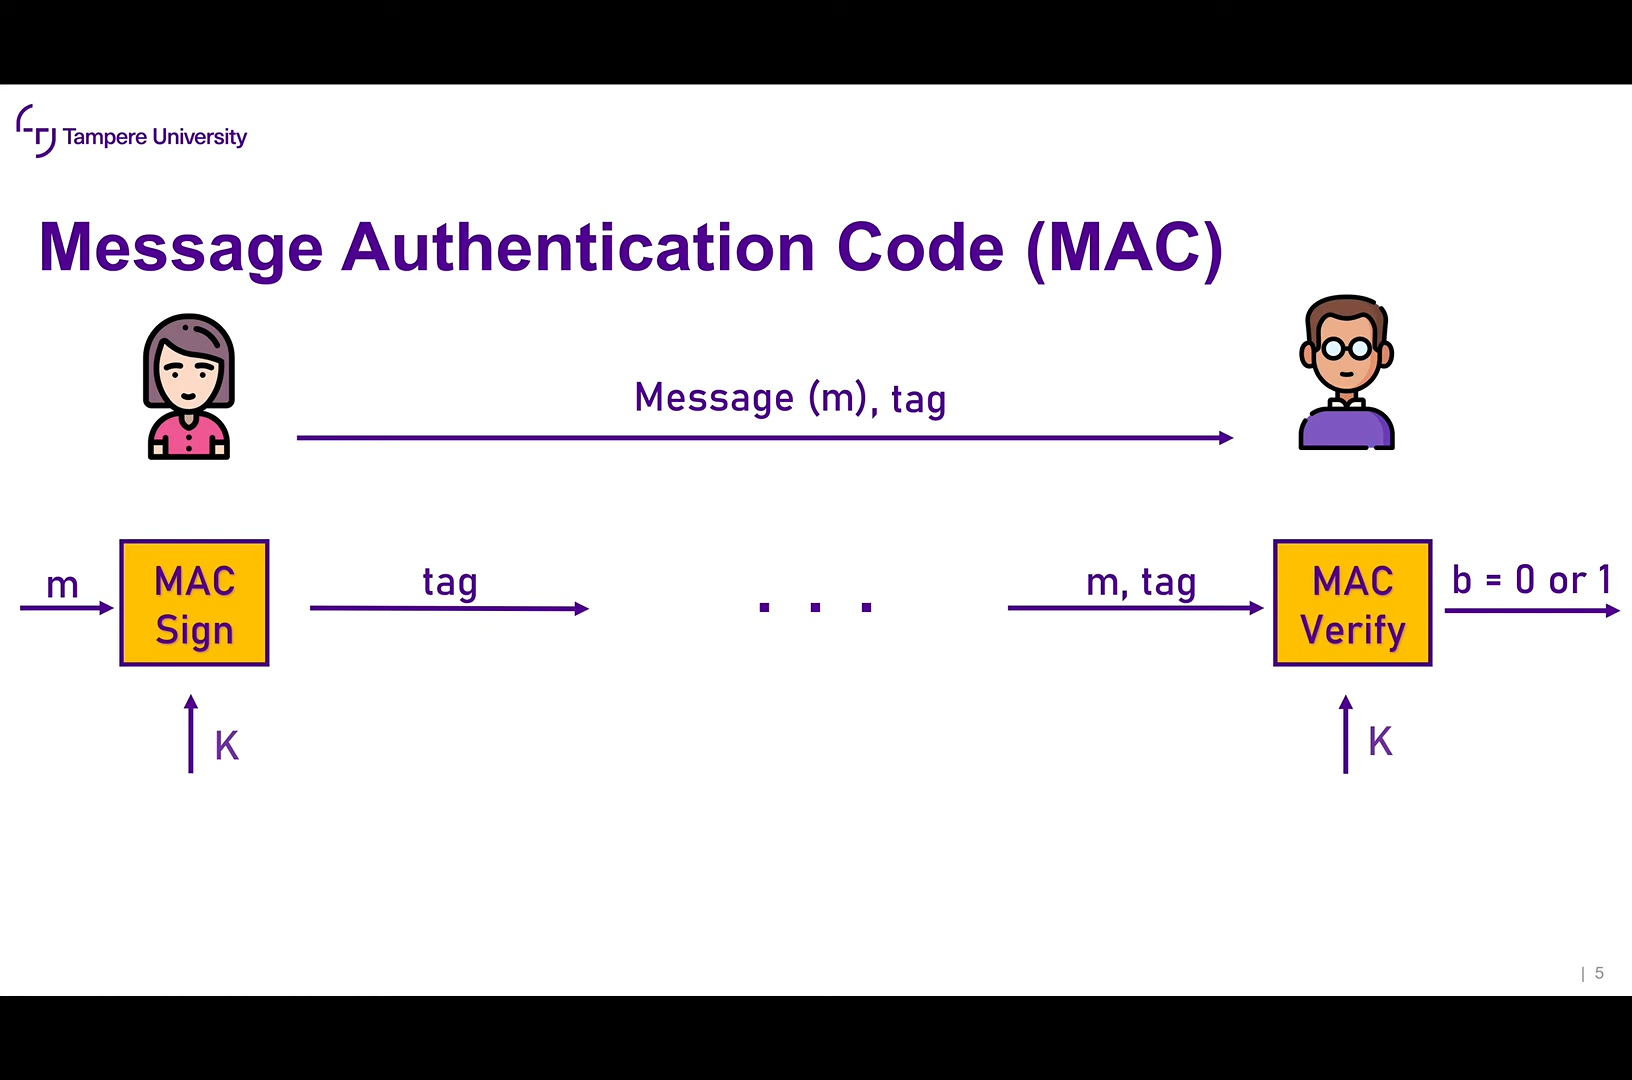 Tampere University
Message Authentication Code (MAC)
Message (m), tag
m
MAC
Sign
tag
. . .
m, tag
MAC
Verify
b = 0 or 1
K
K
| 5